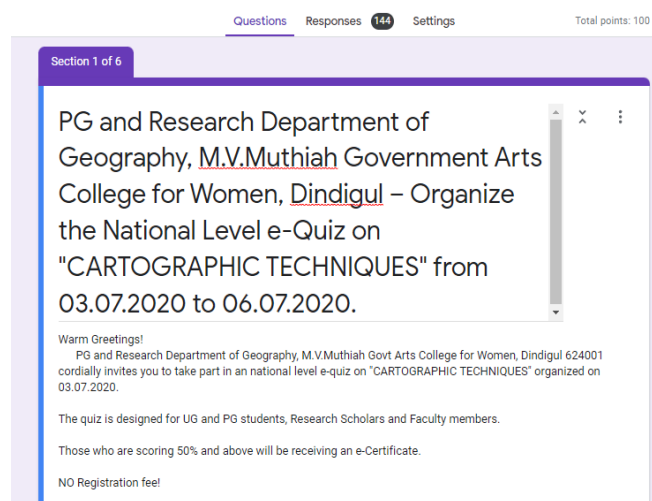 Questions Responses 144 Settings Total points: 100
Section 1 of 6
PG and Research Department of
Geography, M.V.Muthiah Government Arts
College for Women, Dindigul – Organize
the National Level e-Quiz on
"CARTOGRAPHIC TECHNIQUES" from
03.07.2020 to 06.07.2020.
Warm Greetings!
PG and Research Department of Geography, M.V.Muthiah Govt Arts College for Women, Dindigul 624001
cordially invites you to take part in an national level e-quiz on "CARTOGRAPHIC TECHNIQUES" organized on
03.07.2020.
The quiz is designed for UG and PG students, Research Scholars and Faculty members.
Those who are scoring 50% and above will be receiving an e-Certificate.
NO Registration fee!